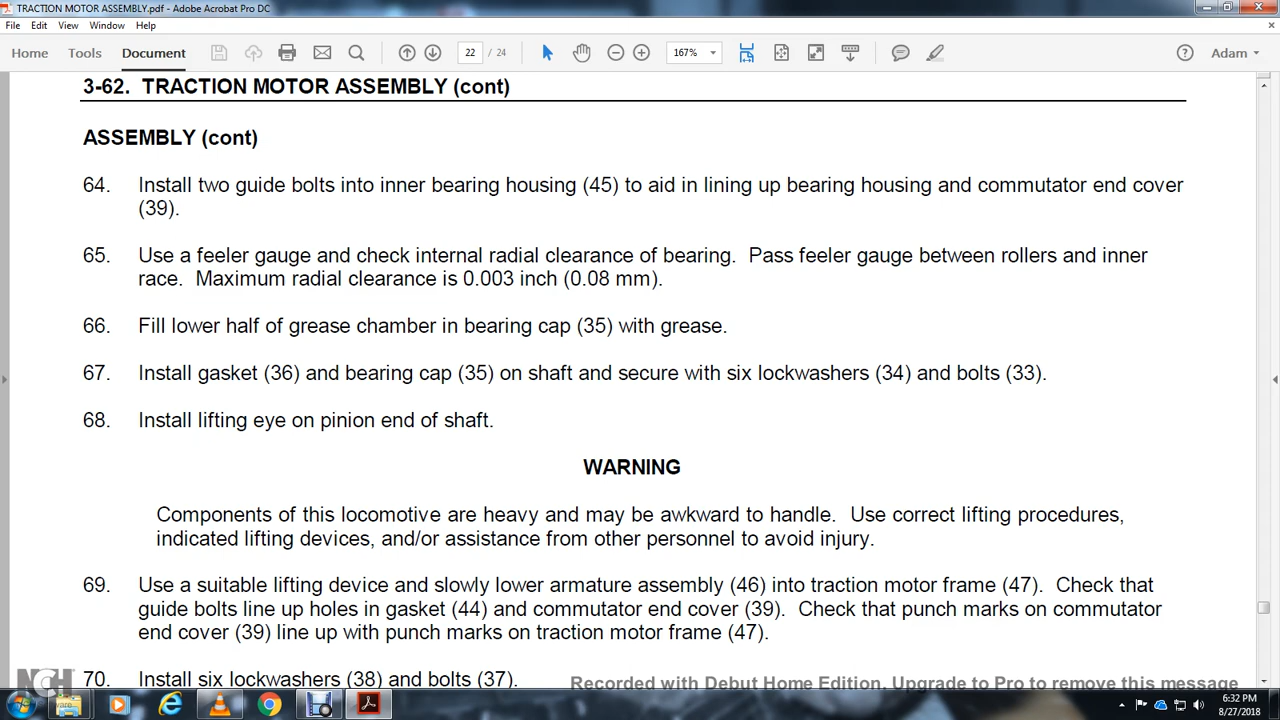 TRACTION MOTOR ASSEMBLY.pdf - Adobe Acrobat Pro DC
File Edit View Window Help
Home Tools Document 22 / 24 167% Adam
3-62. TRACTION MOTOR ASSEMBLY (cont)
ASSEMBLY (cont)
64. Install two guide bolts into inner bearing housing (45) to aid in lining up bearing housing and commutator end cover
(39).
65. Use a feeler gauge and check internal radial clearance of bearing. Pass feeler gauge between rollers and inner
race. Maximum radial clearance is 0.003 inch (0.08 mm).
66. Fill lower half of grease chamber in bearing cap (35) with grease.
67. Install gasket (36) and bearing cap (35) on shaft and secure with six lockwashers (34) and bolts (33).
68. Install lifting eye on pinion end of shaft.
WARNING
Components of this locomotive are heavy and may be awkward to handle. Use correct lifting procedures,
indicated lifting devices, and/or assistance from other personnel to avoid injury.
69. Use a suitable lifting device and slowly lower armature assembly (46) into traction motor frame (47). Check that
guide bolts line up holes in gasket (44) and commutator end cover (39). Check that punch marks on commutator
end cover (39) line up with punch marks on traction motor frame (47).
70. Install six lockwashers (38) and bolts (37).
NCH
Recorded with Debut Home Edition. Upgrade to Pro to remove this message
6:32 PM
8/27/2018